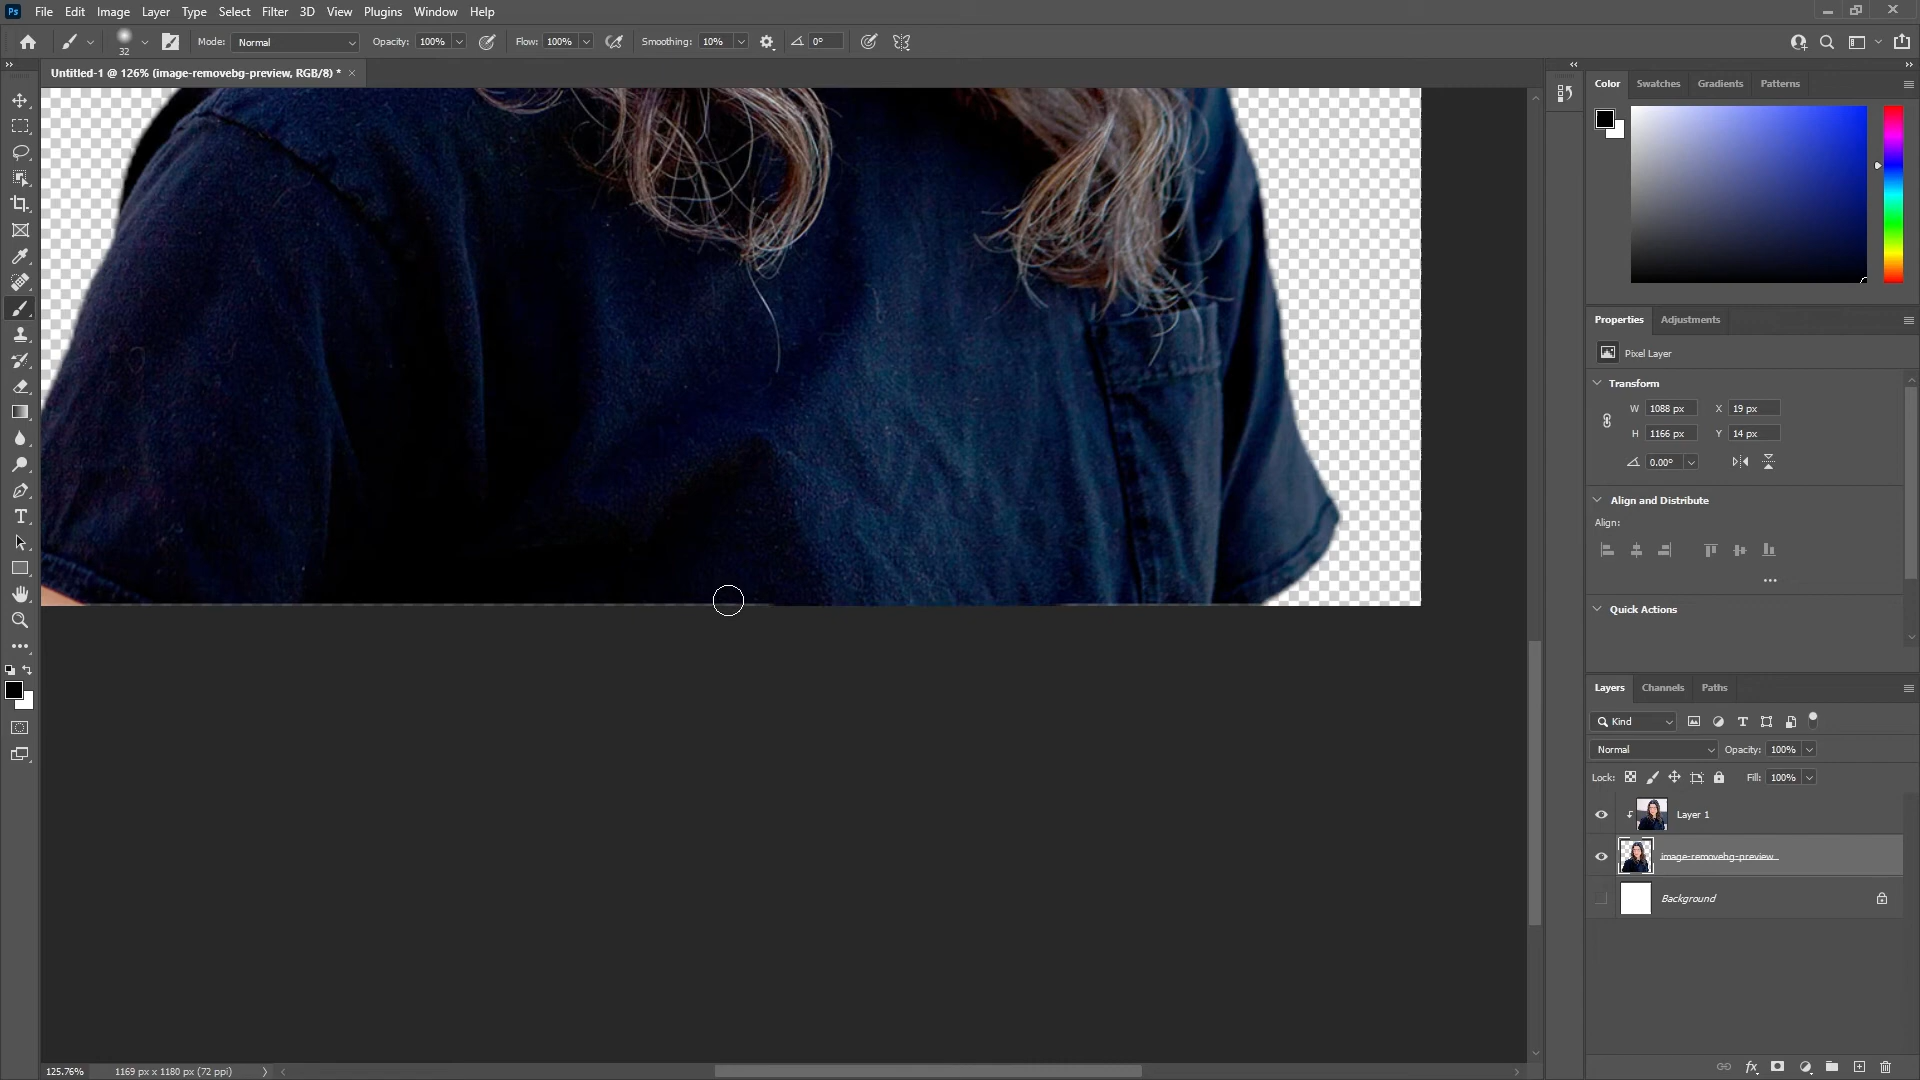 Ps File Edit Image Layer Type Select Filter 3D View Plugins Window Help
32 Mode: Normal Opacity: 100% Flow: 100% Smoothing: 10% 0°
Untitled-1 @ 126% (image-removebg-preview, RGB/8) * ×
Color Swatches Gradients Patterns
Properties Adjustments
Pixel Layer
Transform
W 1088 px X 19 px
H 1166 px Y 14 px
0.00°
Align and Distribute
Align:
Quick Actions
Layers Channels Paths
Kind
Normal Opacity: 100%
Lock: Fill: 100%
Layer 1
image-removebg-preview
Background
125.76% 1169 px x 1180 px (72 ppi)